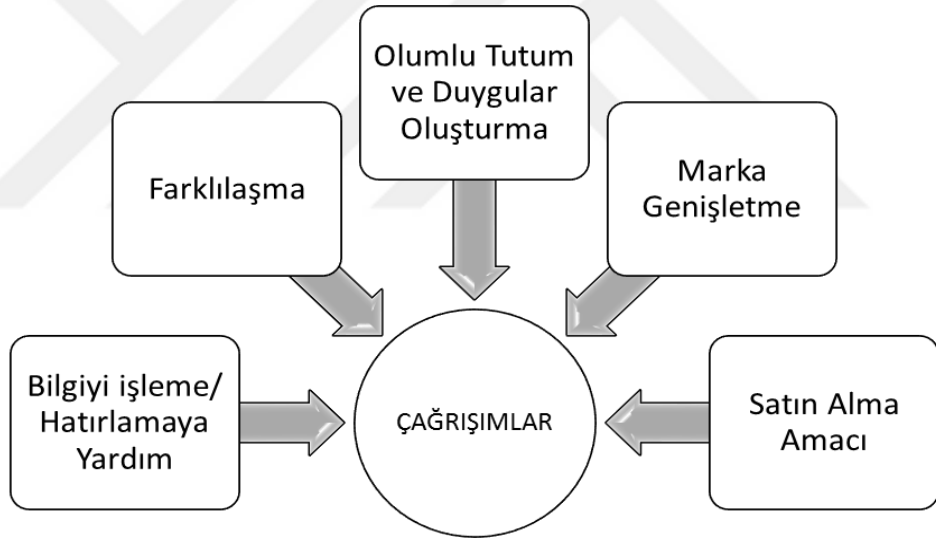 Olumlu Tutum
ve Duygular
Oluşturma
Farklılaşma
Marka
Genişletme
Bilgiyi işleme/
Hatırlamaya
Yardım
ÇAĞRIŞIMLAR
Satın Alma
Amacı